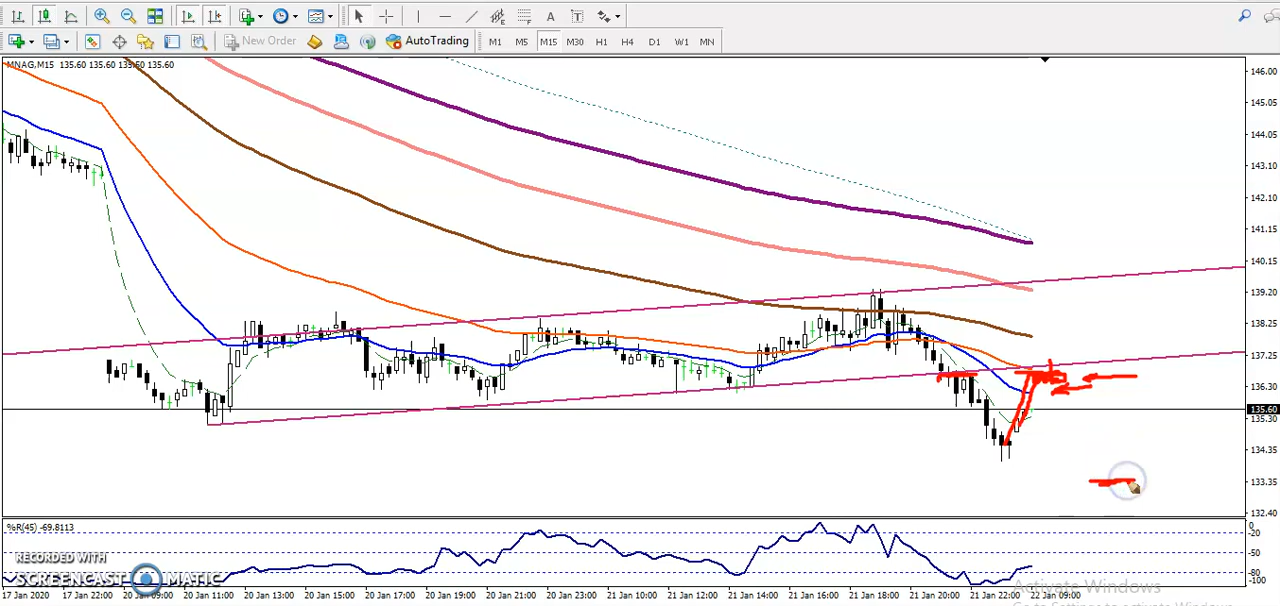 New Order
AutoTrading
M1 M5 M15 M30 H1 H4 D1 W1 MN
MNAG,M15 135.60 135.60 135.60 135.60
146.00
145.05
144.05
143.10
142.10
141.15
140.15
139.20
138.25
137.25
136.30
135.60
135.30
134.35
133.35
132.40
%R(45) -69.8113
0
-20
-50
-80
-100
RECORDED WITH
SCREENCAST MATIC
Activate Windows
17 Jan 2020 17 Jan 22:00 20 Jan 09:00 20 Jan 11:00 20 Jan 13:00 20 Jan 15:00 20 Jan 17:00 20 Jan 19:00 20 Jan 21:00 20 Jan 23:00 21 Jan 10:00 21 Jan 12:00 21 Jan 14:00 21 Jan 16:00 21 Jan 18:00 21 Jan 20:00 21 Jan 22:00 22 Jan 09:00